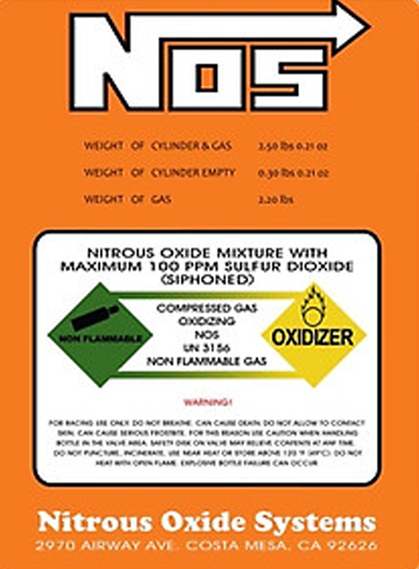 NOS
WEIGHT OF CYLINDER & GAS 2.50 lbs 0.21 oz
WEIGHT OF CYLINDER EMPTY 0.30 lbs 0.21 oz
WEIGHT OF GAS 2.20 lbs
NITROUS OXIDE MIXTURE WITH
MAXIMUM 100 PPM SULFUR DIOXIDE
(SIPHONED)
NON FLAMMABLE
COMPRESSED GAS
OXIDIZING
NOS
UN 3156
NON FLAMMABLE GAS
OXIDIZER
WARNING!
FOR RACING USE ONLY. DO NOT BREATHE. CAN CAUSE DEATH. DO NOT ALLOW TO CONTACT
SKIN. CAN CAUSE SERIOUS FROSTBITE. FOR THIS REASON USE CAUTION WHEN HANDLING
BOTTLE IN THE VALVE AREA. SAFETY DISK ON VALVE MAY RELIEVE CONTENTS AT ANY TIME.
DO NOT PUNCTURE, INCINERATE, USE NEAR HEAT OR STORE ABOVE 120 °F (49°C). DO NOT
HEAT WITH OPEN FLAME. EXPLOSIVE BOTTLE FAILURE CAN OCCUR
Nitrous Oxide Systems
2970 AIRWAY AVE. COSTA MESA, CA 92626